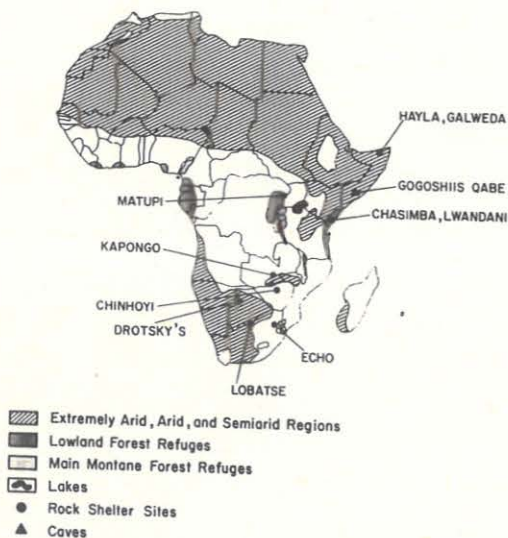 HAYLA, GALWEDA
GOGOSHIIS QABE
MATUPI
CHASIMBA, LWANDANI
KAPONGO
CHINHOYI
DROTSKY'S
ECHO
LOBATSE
Extremely Arid, Arid, and Semiarid Regions
Lowland Forest Refuges
Main Montane Forest Refuges
Lakes
Rock Shelter Sites
Caves